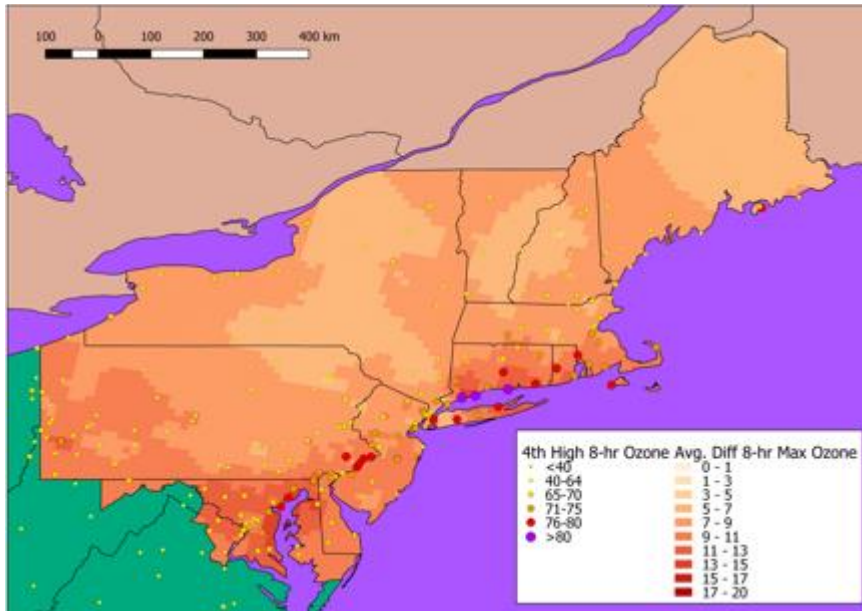 100 0 100 200 300 400 km
4th High 8-hr Ozone Avg. Diff 8-hr Max Ozone
<40 0 - 1
40-64 1 - 3
65-70 3 - 5
71-75 5 - 7
76-80 7 - 9
>80 9 - 11
11 - 13
13 - 15
15 - 17
17 - 20